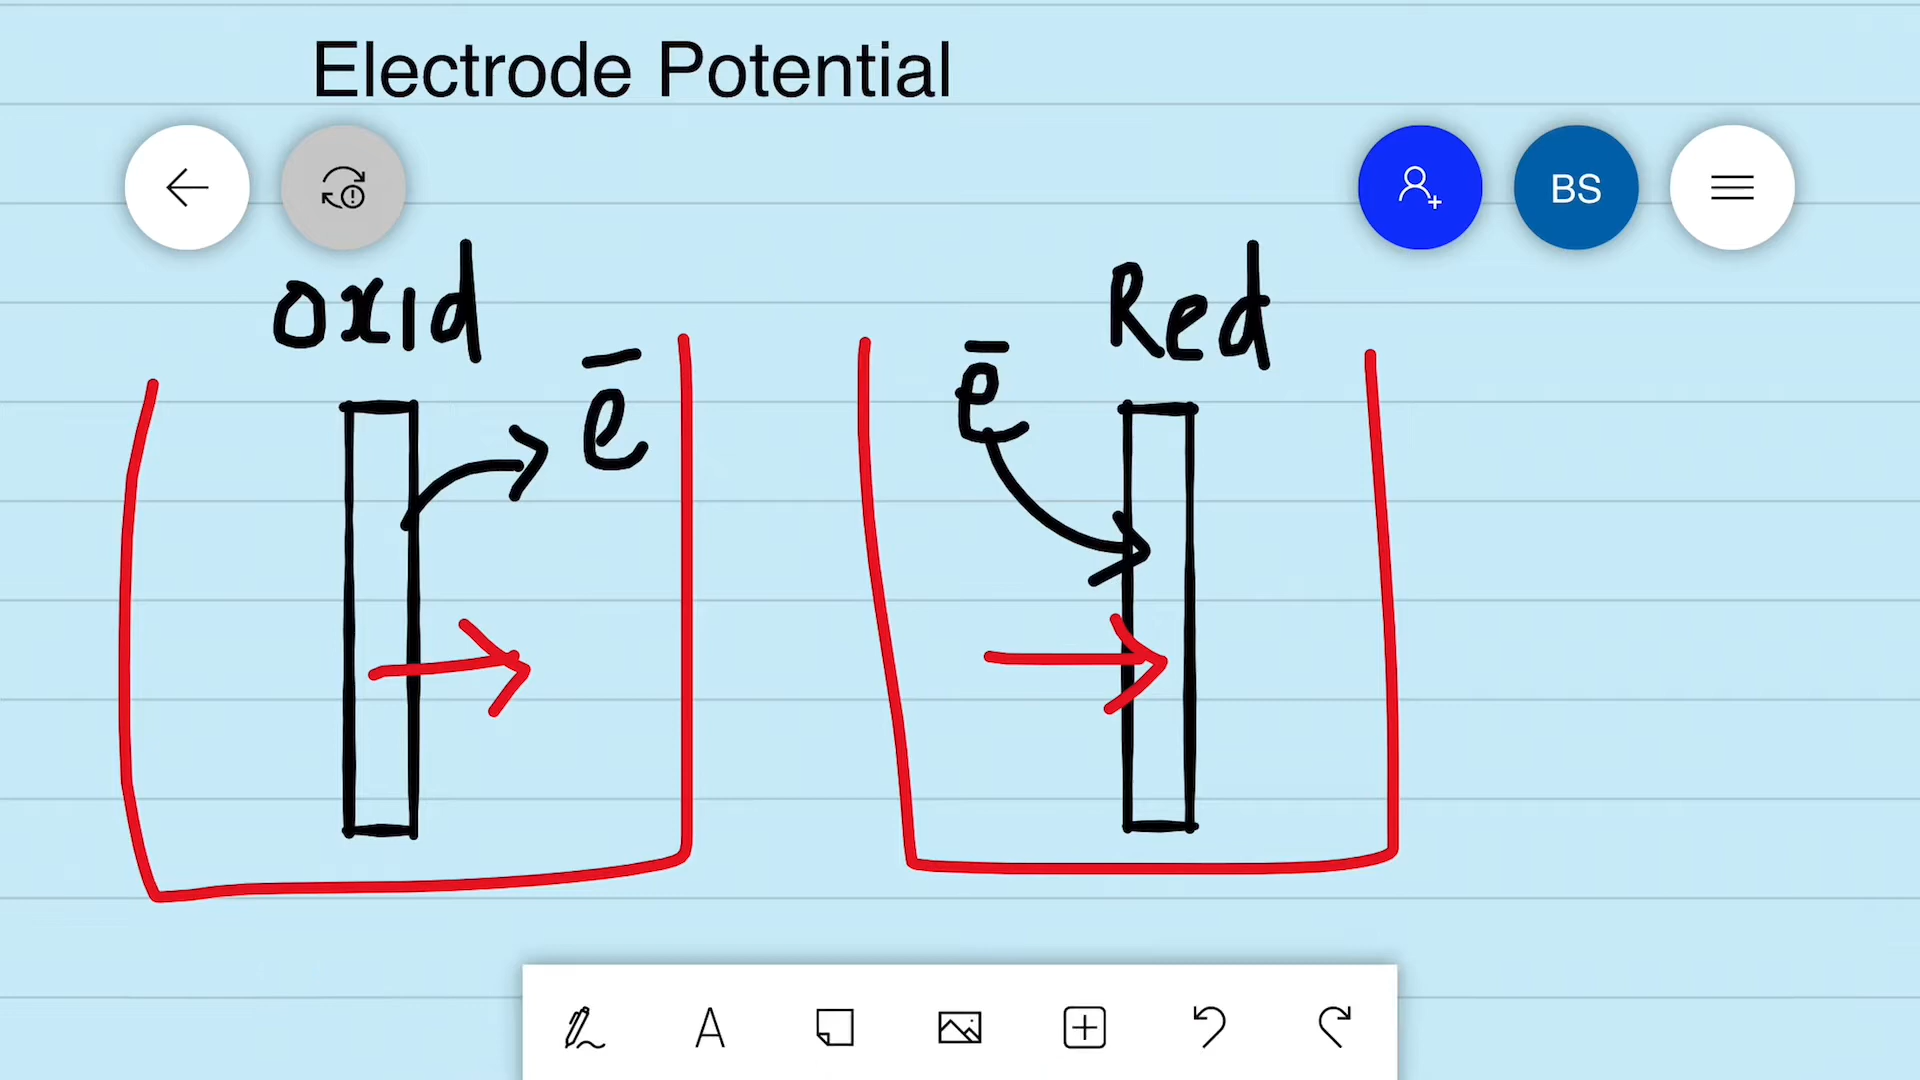 Electrode Potential
BS
oxid
Red
e̅
e̅
A